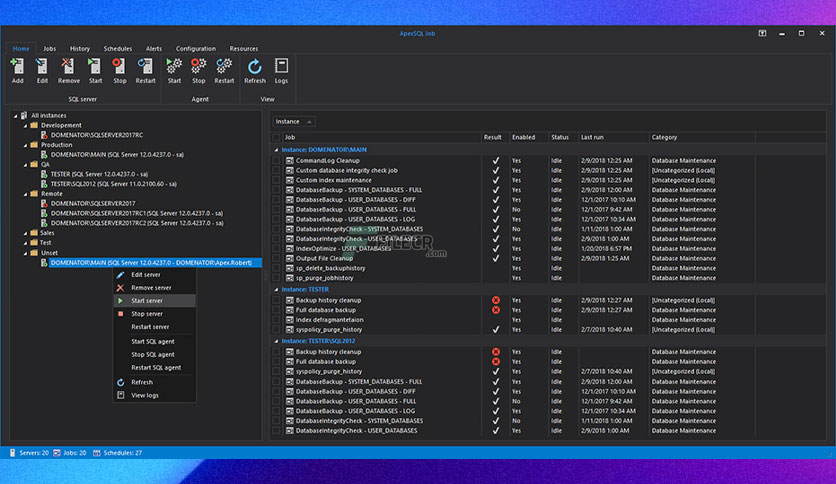 ApexSQL Job
Home Jobs History Schedules Alerts Configuration Resources
Add Edit Remove Start Stop Restart Start Stop Restart Refresh Logs
SQL server Agent View
All instances
Developement
DOMENATOR\SQLSERVER2017RC
Production
DOMENATOR\MAIN (SQL Server 12.0.4237.0 - sa)
QA
TESTER (SQL Server 12.0.4237.0 - sa)
TESTER\SQL2012 (SQL Server 11.0.2100.60 - sa)
Remote
DOMENATOR\SQLSERVER2017
DOMENATOR\SQLSERVER2017RC1 (SQL Server 12.0.4237.0 - sa)
DOMENATOR\SQLSERVER2017RC2 (SQL Server 12.0.4237.0 - sa)
Sales
Test
Unset
DOMENATOR\MAIN (SQL Server 12.0.4237.0 - DOMENATOR\Apex.Robert)
Edit server
Remove server
Start server
Stop server
Restart server
Start SQL agent
Stop SQL agent
Restart SQL agent
Refresh
View logs
Instance
Job Result Enabled Status Last run Category
Instance: DOMENATOR\MAIN
CommandLog Cleanup Yes Idle 2/9/2018 12:25 AM Database Maintenance
Custom database integrity check job Yes Idle 2/9/2018 12:25 AM [Uncategorized (Local)]
Custom index maintenance Yes Idle 2/9/2018 12:25 AM [Uncategorized (Local)]
DatabaseBackup - SYSTEM_DATABASES - FULL Yes Idle 2/9/2018 12:00 AM Database Maintenance
DatabaseBackup - USER_DATABASES - DIFF Yes Idle 12/1/2017 10:10 AM Database Maintenance
DatabaseBackup - USER_DATABASES - FULL No Idle 12/1/2017 9:42 AM Database Maintenance
DatabaseBackup - USER_DATABASES - LOG Yes Idle 12/1/2017 10:34 AM Database Maintenance
DatabaseIntegrityCheck - SYSTEM_DATABASES No Idle 1/11/2018 1:00 AM Database Maintenance
DatabaseIntegrityCheck - USER_DATABASES Yes Idle 2/9/2018 1:00 AM Database Maintenance
IndexOptimize - USER_DATABASES Yes Idle 1/20/2018 6:57 PM Database Maintenance
Output File Cleanup Yes Idle 2/9/2018 1:25 AM Database Maintenance
sp_delete_backuphistory Yes Idle Database Maintenance
sp_purge_jobhistory Yes Idle Database Maintenance
Instance: TESTER
Backup history cleanup Yes Idle 2/9/2018 12:27 AM [Uncategorized (Local)]
Full database backup Yes Idle 2/9/2018 12:27 AM [Uncategorized (Local)]
Index defragmantetaion Yes Idle [Uncategorized (Local)]
syspolicy_purge_history Yes Idle 2/7/2018 10:40 AM [Uncategorized (Local)]
Instance: TESTER\SQL2012
Backup history cleanup Yes Idle Database Maintenance
Full database backup Yes Idle Database Maintenance
syspolicy_purge_history Yes Idle 2/7/2018 10:40 AM [Uncategorized (Local)]
DatabaseBackup - SYSTEM_DATABASES - FULL Yes Idle 2/9/2018 12:00 AM Database Maintenance
DatabaseBackup - USER_DATABASES - DIFF Yes Idle 12/1/2017 10:10 AM Database Maintenance
DatabaseBackup - USER_DATABASES - FULL No Idle 12/1/2017 9:42 AM Database Maintenance
DatabaseBackup - USER_DATABASES - LOG Yes Idle 12/1/2017 10:34 AM Database Maintenance
DatabaseIntegrityCheck - SYSTEM_DATABASES No Idle 1/11/2018 1:00 AM Database Maintenance
DatabaseIntegrityCheck - USER_DATABASES Yes Idle 2/9/2018 1:00 AM Database Maintenance
Servers: 20 Jobs: 20 Schedules: 27